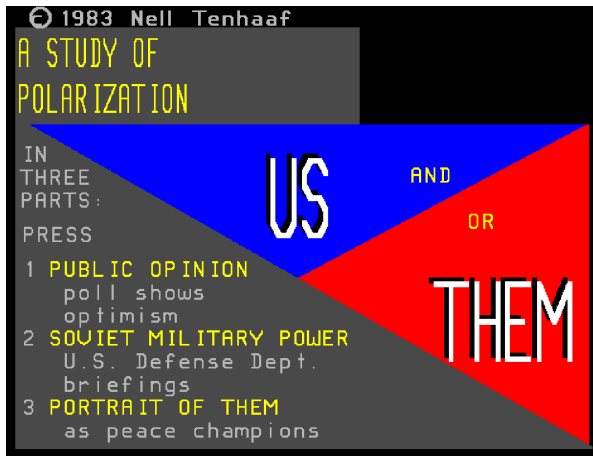 © 1983 Nell Tenhaaf
A STUDY OF
POLARIZATION
IN
THREE
PARTS:
PRESS
1 PUBLIC OPINION
poll shows
optimism
2 SOVIET MILITARY POWER
U.S. Defense Dept.
briefings
3 PORTRAIT OF THEM
as peace champions
US
AND
OR
THEM